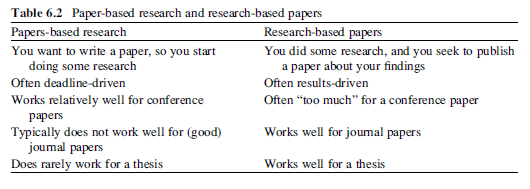 Table 6.2 Paper-based research and research-based papers
Papers-based research Research-based papers
You want to write a paper, so you start You did some research, and you seek to publish
doing some research a paper about your findings
Often deadline-driven Often results-driven
Works relatively well for conference Often “too much” for a conference paper
papers
Typically does not work well for (good) Works well for journal papers
journal papers
Does rarely work for a thesis Works well for a thesis